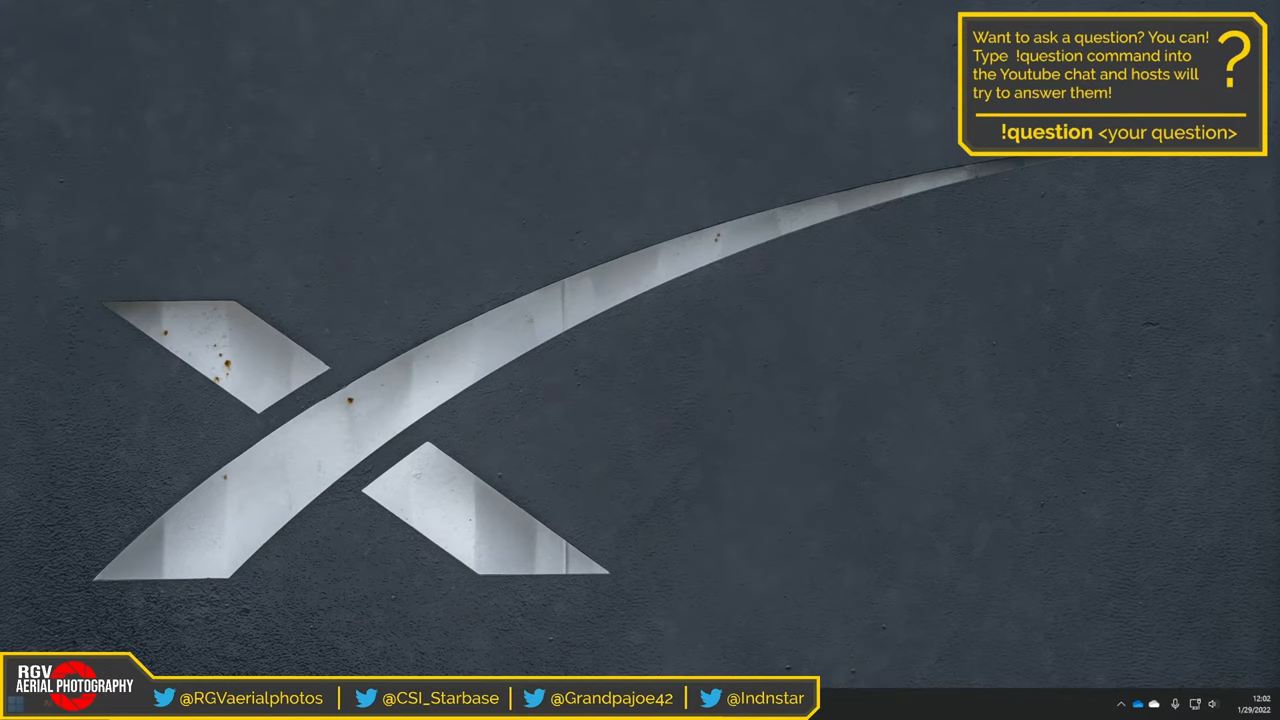 Want to ask a question? You can!
Type !question command into
the Youtube chat and hosts will
try to answer them!
?
!question <your question>
RGV
AERIAL PHOTOGRAPHY
@RGVaerialphotos | @CSI_Starbase | @Grandpajoe42 | @Indnstar
12:02
1/29/2022